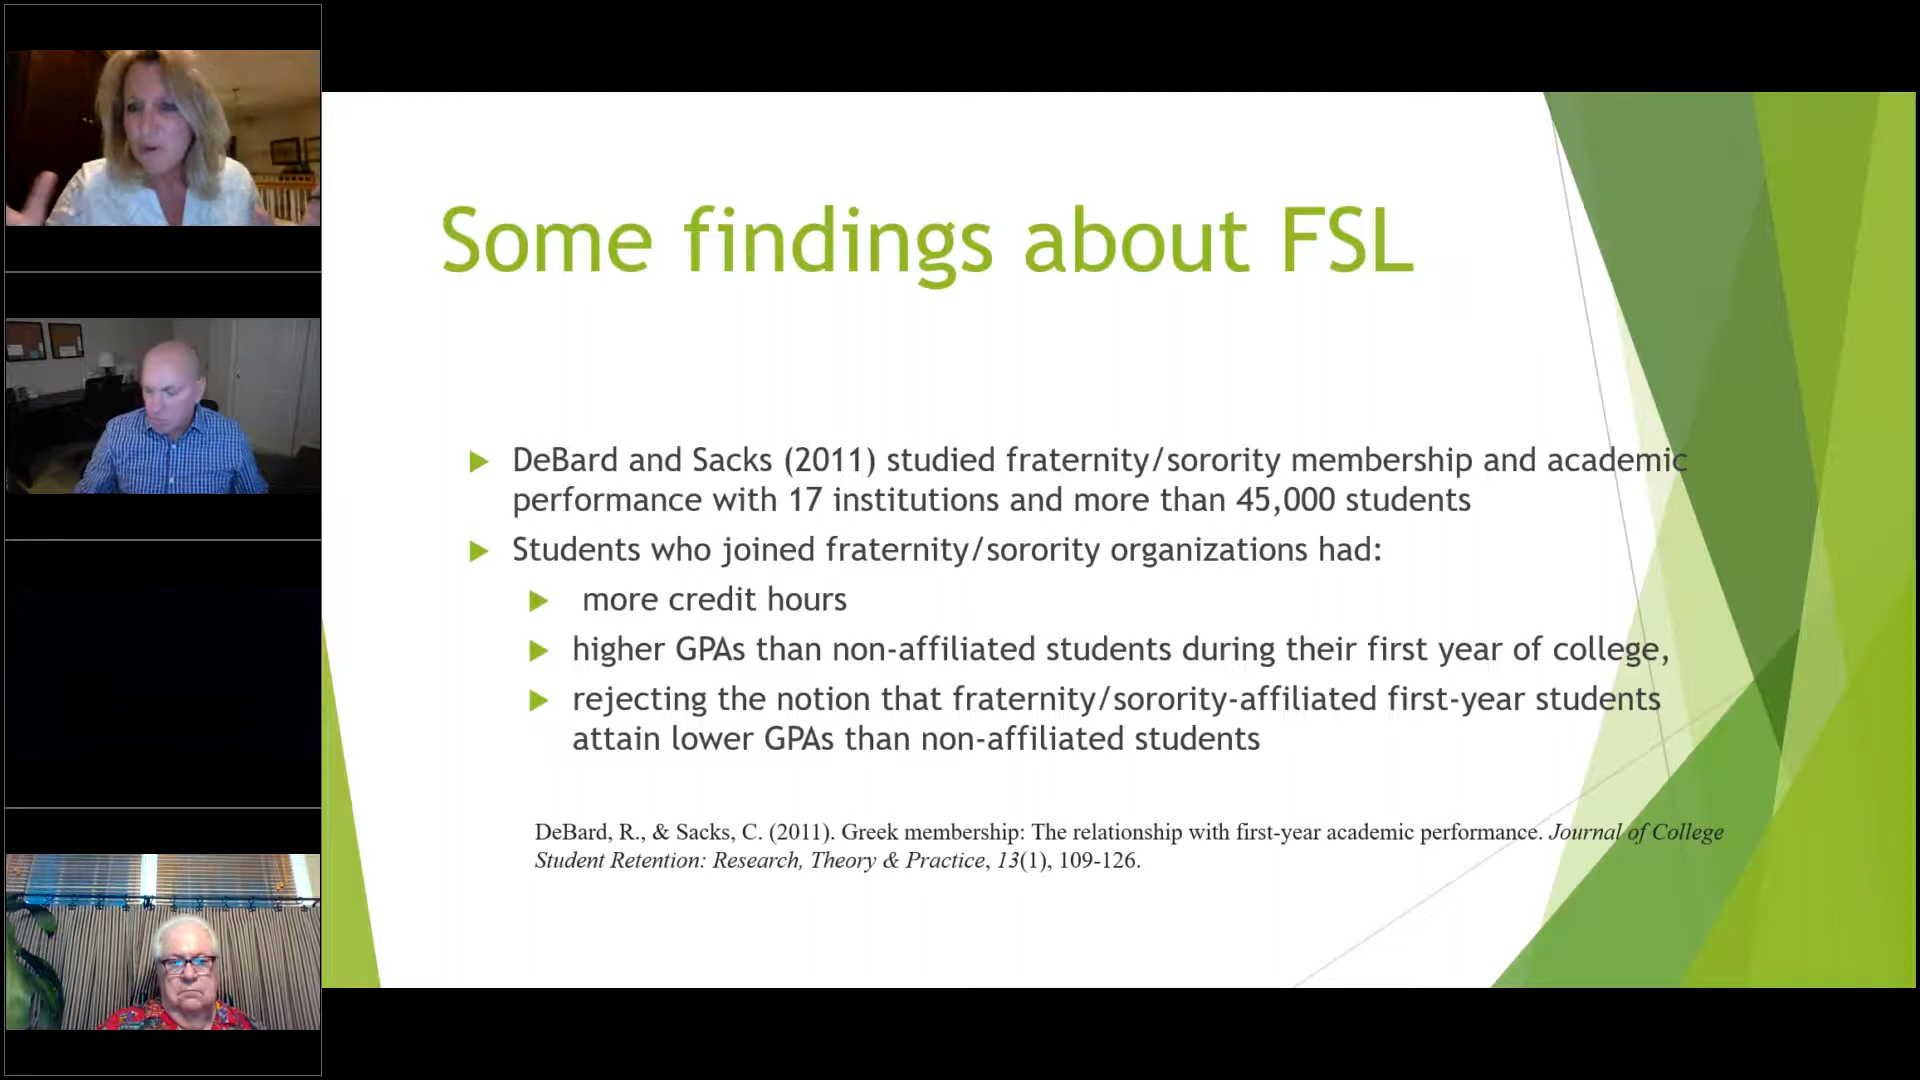 Some findings about FSL
DeBard and Sacks (2011) studied fraternity/sorority membership and academic
performance with 17 institutions and more than 45,000 students
Students who joined fraternity/sorority organizations had:
more credit hours
higher GPAs than non-affiliated students during their first year of college,
rejecting the notion that fraternity/sorority-affiliated first-year students
attain lower GPAs than non-affiliated students
DeBard, R., & Sacks, C. (2011). Greek membership: The relationship with first-year academic performance. Journal of College
Student Retention: Research, Theory & Practice, 13(1), 109-126.